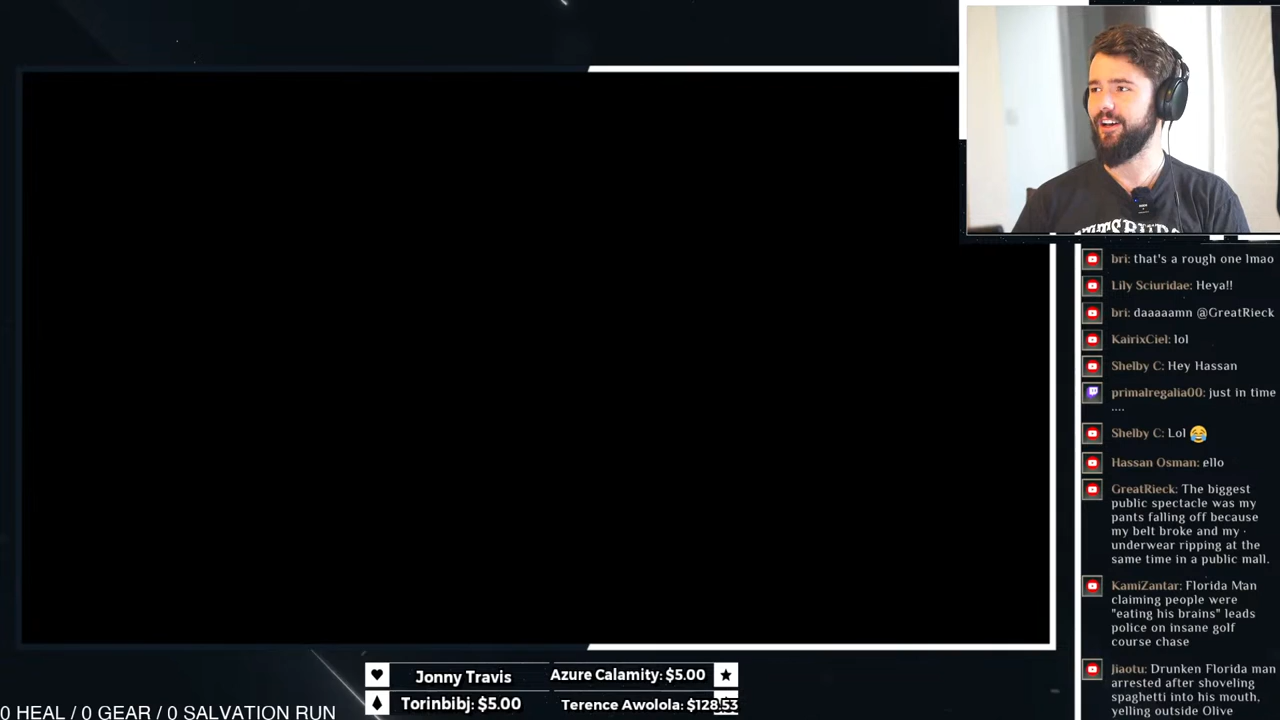 bri: that's a rough one lmao
Lily Sciuridae: Heya!!
bri: daaaaamn @GreatRieck
KairixCiel: lol
Shelby C: Hey Hassan
primalregalia00: just in time
....
Shelby C: Lol 😂
Hassan Osman: ello
GreatRieck: The biggest
public spectacle was my
pants falling off because
my belt broke and my
underwear ripping at the
same time in a public mall.
KamiZantar: Florida Man
claiming people were
"eating his brains" leads
police on insane golf
course chase
Jiaotu: Drunken Florida man
arrested after shoveling
spaghetti into his mouth,
yelling outside Olive
Jonny Travis
Azure Calamity: $5.00
Torinbibj: $5.00
Terence Awolola: $128.53
0 HEAL / 0 GEAR / 0 SALVATION RUN